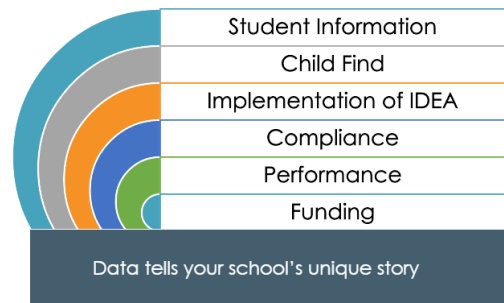 Student Information
Child Find
Implementation of IDEA
Compliance
Performance
Funding
Data tells your school's unique story